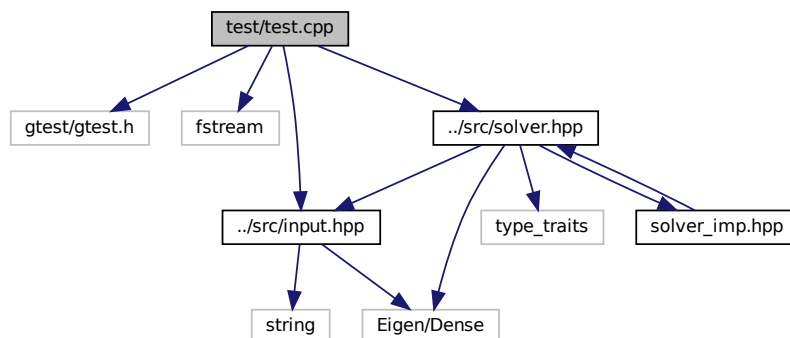 test/test.cpp
gtest/gtest.h
fstream
../src/solver.hpp
../src/input.hpp
type_traits
solver_imp.hpp
string
Eigen/Dense